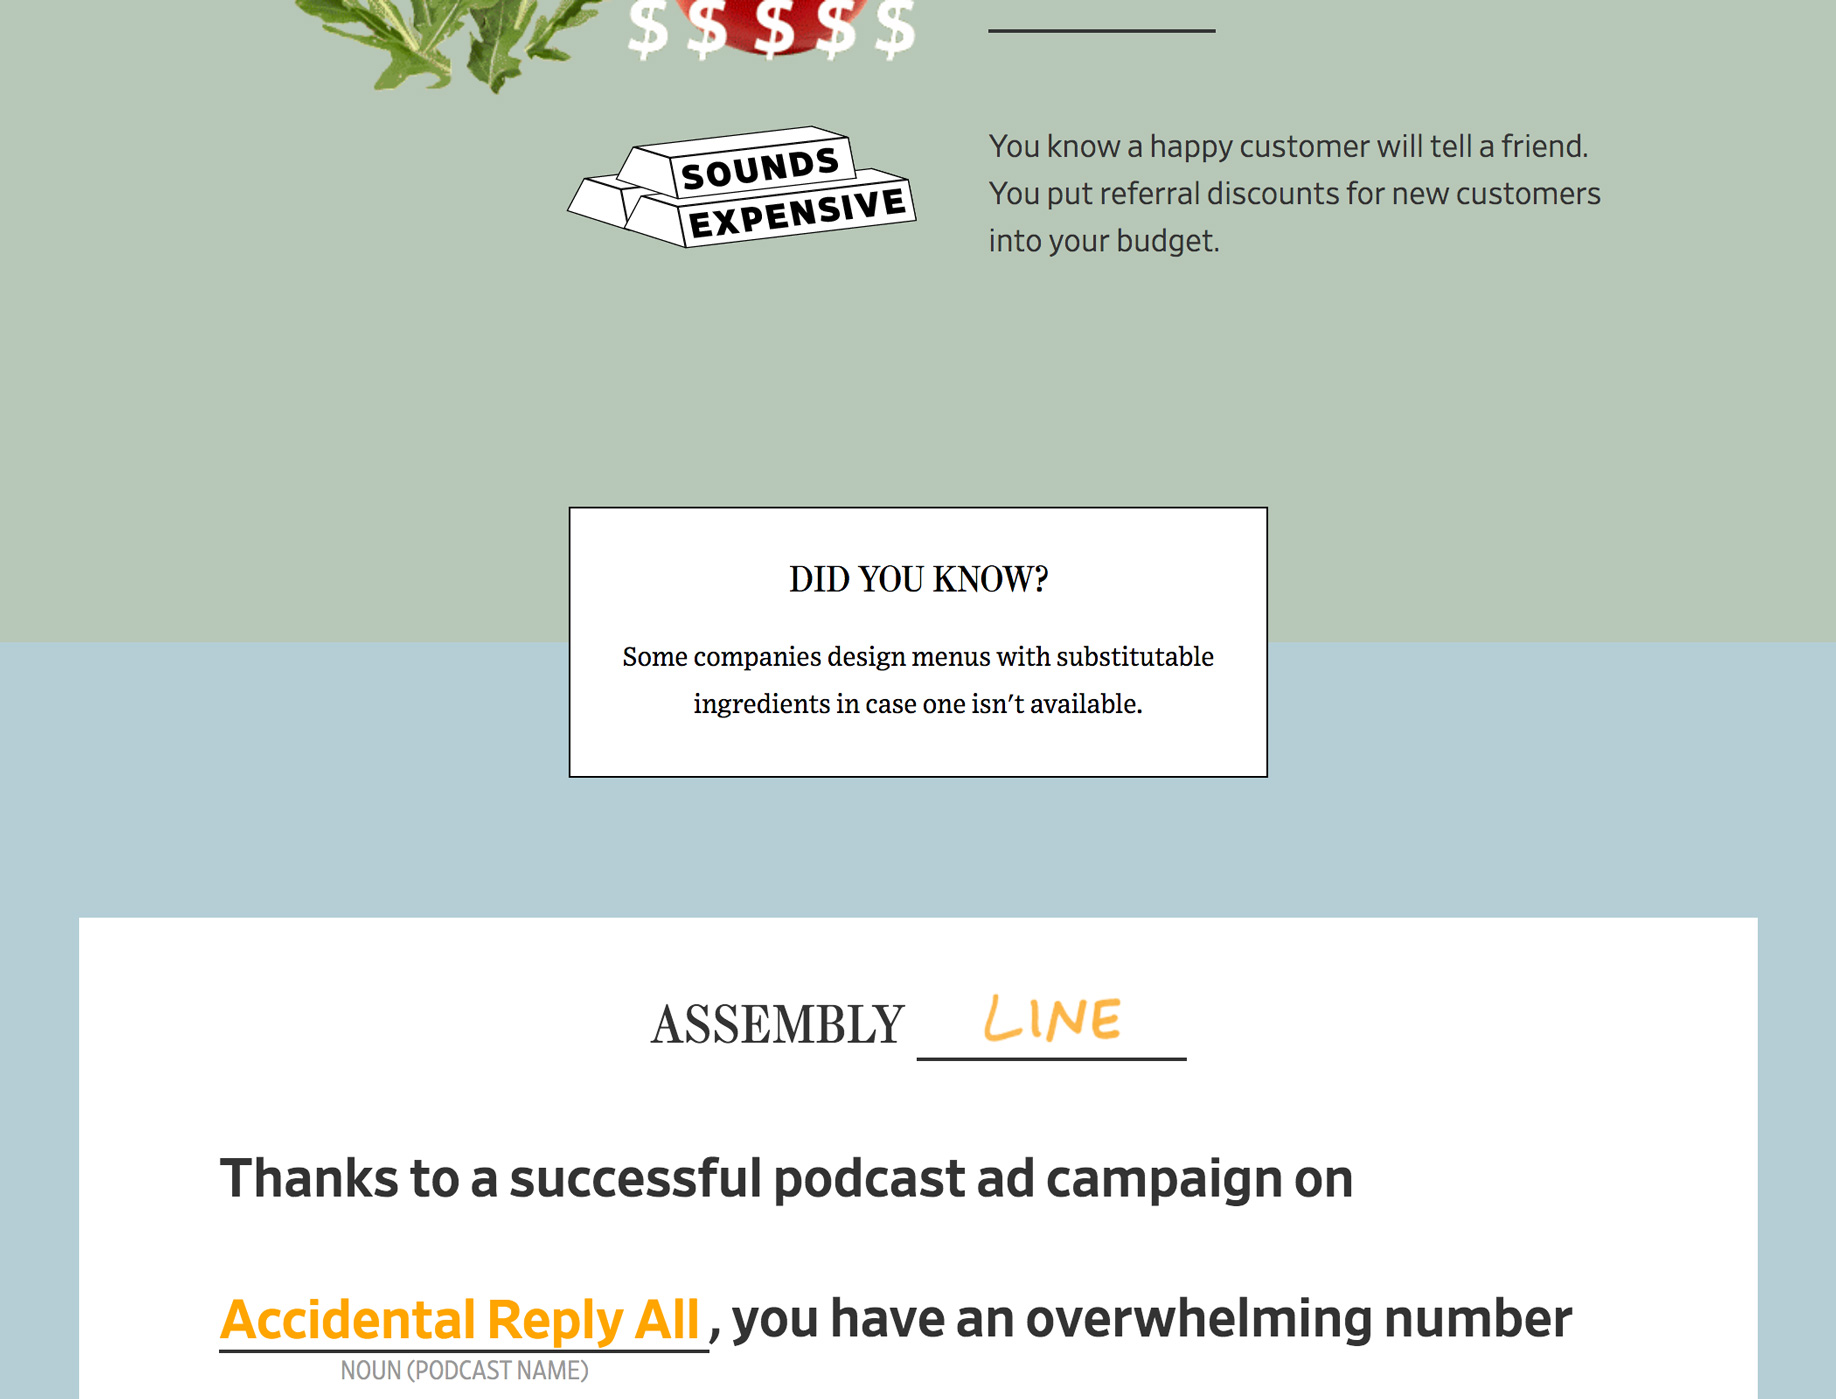 $ $ $ $ $
SOUNDS
EXPENSIVE
You know a happy customer will tell a friend.
You put referral discounts for new customers
into your budget.
DID YOU KNOW?
Some companies design menus with substitutable
ingredients in case one isn't available.
ASSEMBLY LINE
Thanks to a successful podcast ad campaign on
Accidental Reply All, you have an overwhelming number
NOUN (PODCAST NAME)